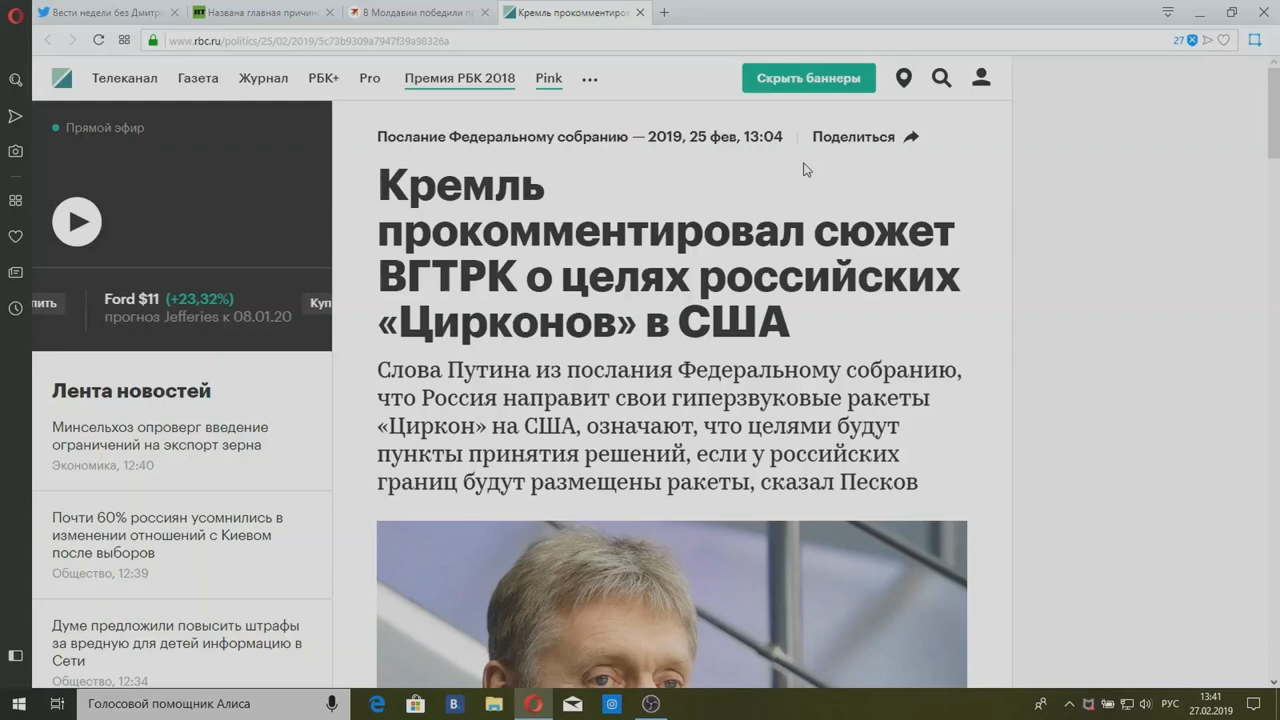 Вести недели без Дмитри
Названа главная причин
В Молдавии победили пр
Кремль прокомментиров
www.rbc.ru/politics/25/02/2019/5c73b9309a7947f39a98326a
27
Телеканал Газета Журнал РБК+ Pro Премия РБК 2018 Pink ...
Скрыть баннеры
Прямой эфир
Послание Федеральному собранию — 2019, 25 фев, 13:04
Поделиться
Кремль
прокомментировал сюжет
ВГТРК о целях российских
«Цирконов» в США
Слова Путина из послания Федеральному собранию,
что Россия направит свои гиперзвуковые ракеты
«Циркон» на США, означают, что целями будут
пункты принятия решений, если у российских
границ будут размещены ракеты, сказал Песков
пить
Ford $11 (+23,32%)
прогноз Jefferies к 08.01.20
Куп
Лента новостей
Минсельхоз опроверг введение
ограничений на экспорт зерна
Экономика, 12:40
Почти 60% россиян усомнились в
изменении отношений с Киевом
после выборов
Общество, 12:39
Думе предложили повысить штрафы
за вредную для детей информацию в
Сети
Общество, 12:34
Голосовой помощник Алиса
РУС
13:41
27.02.2019